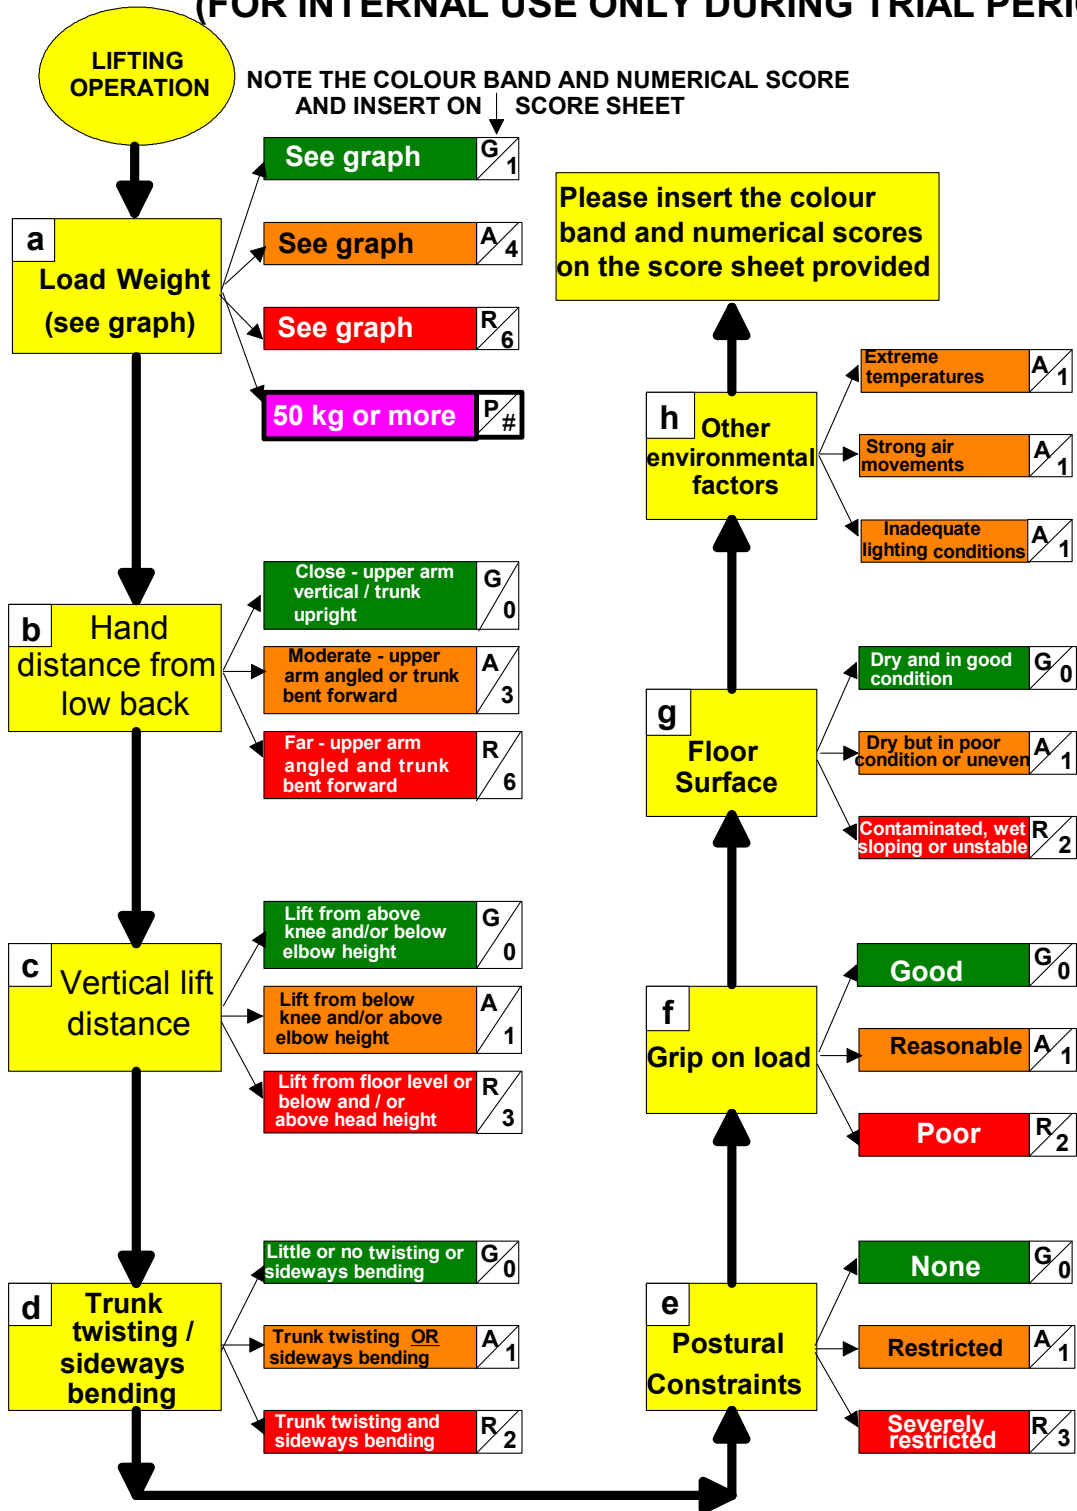 (FOR INTERNAL USE ONLY DURING TRIAL
LIFTING
OPERATION
NOTE THE COLOUR BAND AND NUMERICAL SCORE
AND INSERT ON SCORE SHEET
a
Load Weight
(see graph)
See graph
G/1
See graph
A/4
See graph
R/6
50 kg or more
P/#
b
Hand
distance from
low back
Close - upper arm
vertical / trunk
upright
G/0
Moderate - upper
arm angled or trunk
bent forward
A/3
Far - upper arm
angled and trunk
bent forward
R/6
c
Vertical lift
distance
Lift from above
knee and/or below
elbow height
G/0
Lift from below
knee and/or above
elbow height
A/1
Lift from floor level or
below and / or
above head height
R/3
d
Trunk
twisting /
sideways
bending
Little or no twisting or
sideways bending
G/0
Trunk twisting OR
sideways bending
A/1
Trunk twisting and
sideways bending
R/2
e
Postural
Constraints
None
G/0
Restricted
A/1
Severely
restricted
R/3
f
Grip on load
Good
G/0
Reasonable
A/1
Poor
R/2
g
Floor
Surface
Dry and in good
condition
G/0
Dry but in poor
condition or uneven
A/1
Contaminated, wet
sloping or unstable
R/2
h
Other
environmental
factors
Extreme
temperatures
A/1
Strong air
movements
A/1
Inadequate
lighting conditions
A/1
Please insert the colour
band and numerical scores
on the score sheet provided